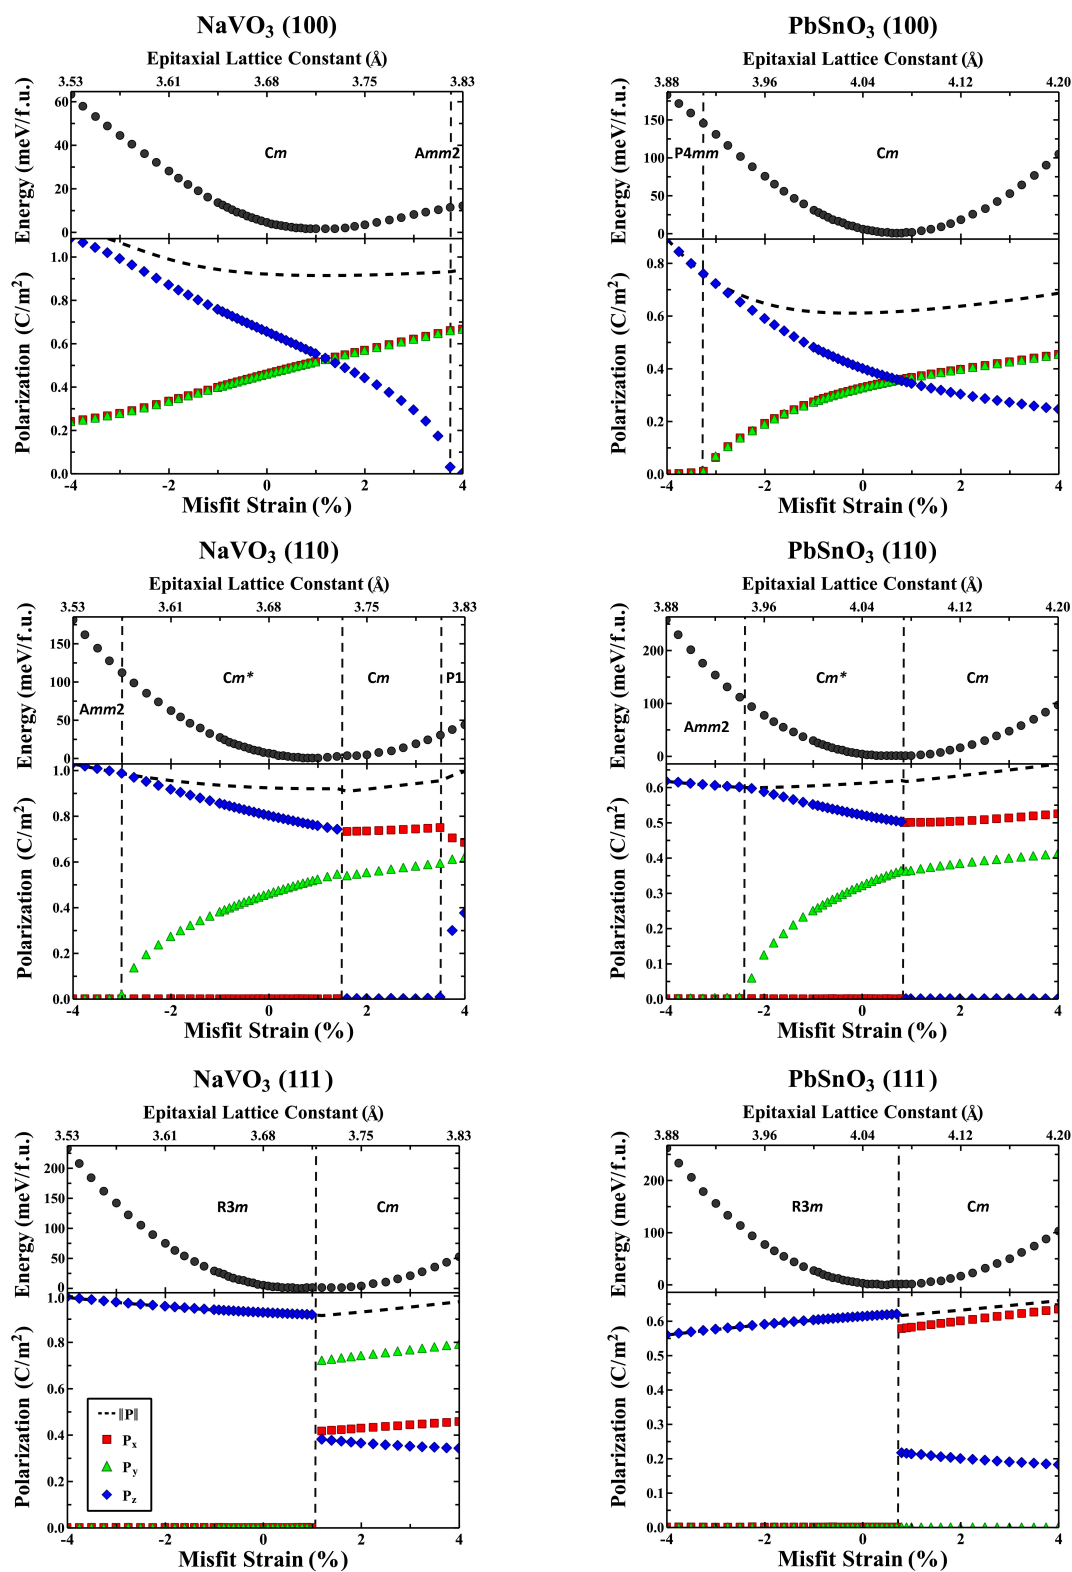 NaVO3 (100)
Epitaxial Lattice Constant (Å)
3.53 3.61 3.68 3.75 3.83
Energy (meV/f.u.)
60
40
20
0
Cm
Amm2
Polarization (C/m²)
1.0
0.8
0.6
0.4
0.2
0.0
-4 -2 0 2 4
Misfit Strain (%)
PbSnO3 (100)
Epitaxial Lattice Constant (Å)
3.88 3.96 4.04 4.12 4.20
Energy (meV/f.u.)
150
100
50
0
P4mm
Cm
Polarization (C/m²)
0.8
0.6
0.4
0.2
0.0
-4 -2 0 2 4
Misfit Strain (%)
NaVO3 (110)
Epitaxial Lattice Constant (Å)
3.53 3.61 3.68 3.75 3.83
Energy (meV/f.u.)
150
100
50
0
Amm2
Cm*
Cm
P1
Polarization (C/m²)
1.0
0.8
0.6
0.4
0.2
0.0
-4 -2 0 2 4
Misfit Strain (%)
PbSnO3 (110)
Epitaxial Lattice Constant (Å)
3.88 3.96 4.04 4.12 4.20
Energy (meV/f.u.)
200
100
0
Amm2
Cm*
Cm
Polarization (C/m²)
0.6
0.5
0.4
0.3
0.2
0.1
0.0
-4 -2 0 2 4
Misfit Strain (%)
NaVO3 (111)
Epitaxial Lattice Constant (Å)
3.53 3.61 3.68 3.75 3.83
Energy (meV/f.u.)
200
150
100
50
0
R3m
Cm
Polarization (C/m²)
1.0
0.8
0.6
0.4
0.2
0.0
||P||
Px
Py
Pz
-4 -2 0 2 4
Misfit Strain (%)
PbSnO3 (111)
Epitaxial Lattice Constant (Å)
3.88 3.96 4.04 4.12 4.20
Energy (meV/f.u.)
200
100
0
R3m
Cm
Polarization (C/m²)
0.6
0.5
0.4
0.3
0.2
0.1
0.0
-4 -2 0 2 4
Misfit Strain (%)